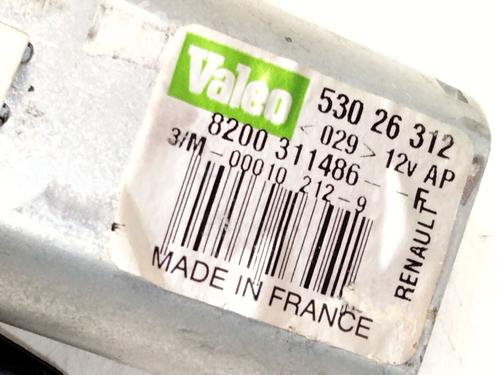 Valeo
530 26 312
< 029 > 12v AP
8200 311486--F
3/M-00010 212-9
RENAULT
MADE IN FRANCE